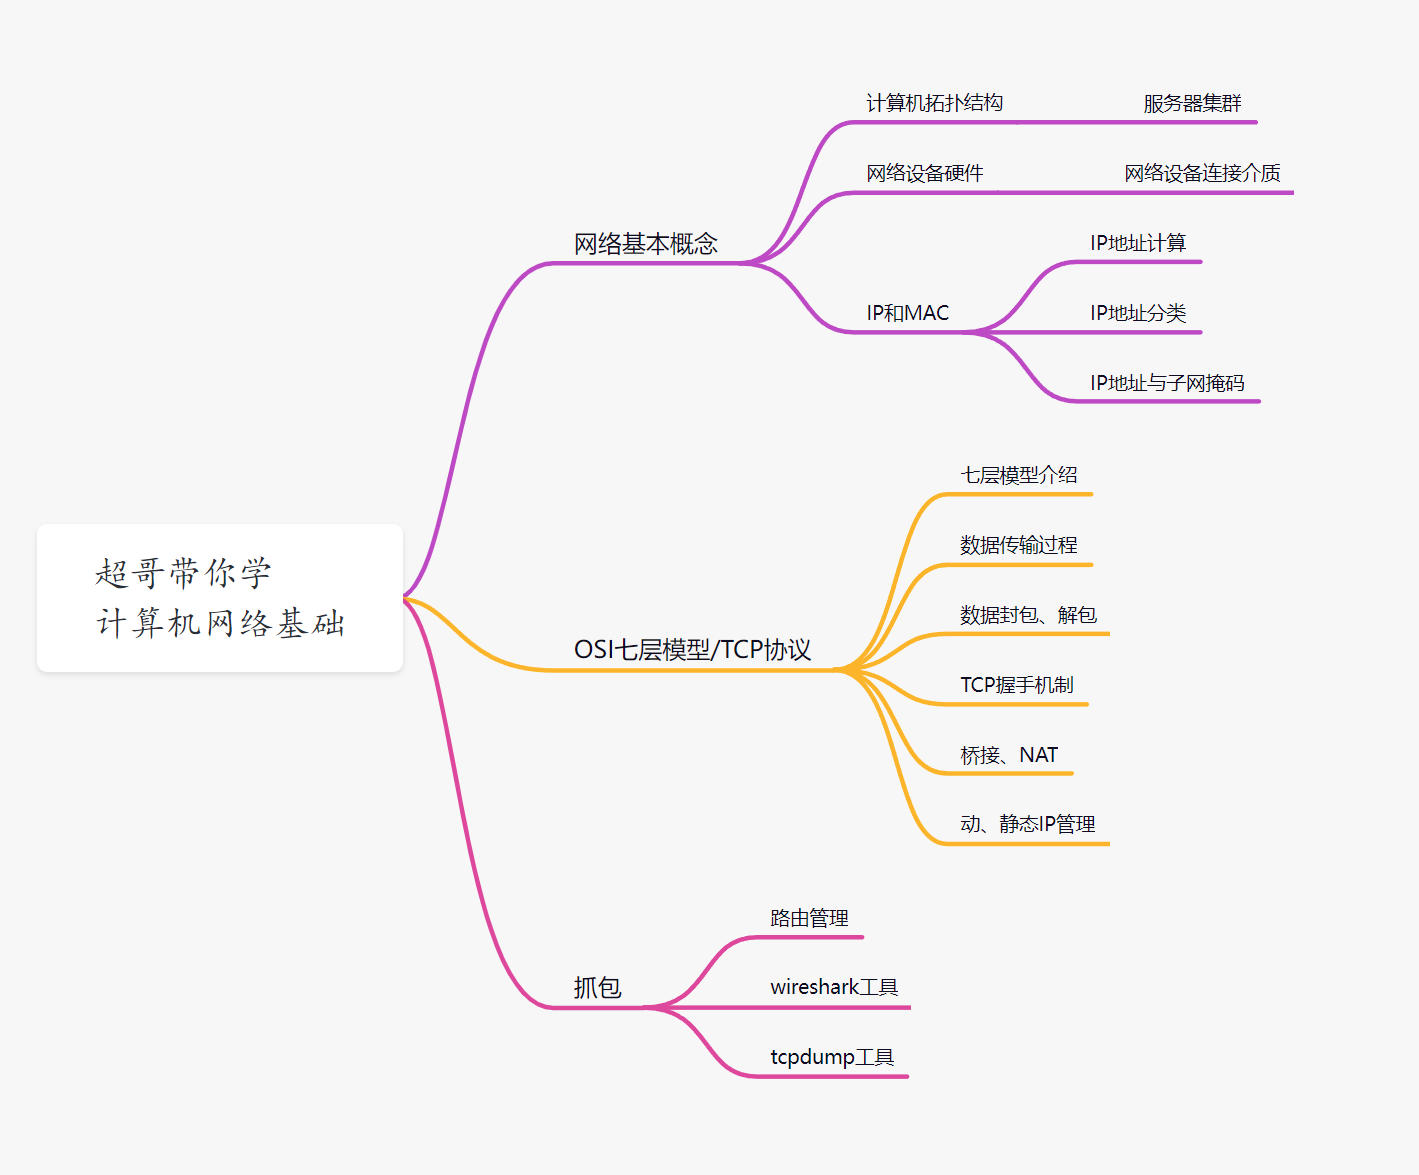 超哥带你学
计算机网络基础
网络基本概念
计算机拓扑结构
服务器集群
网络设备硬件
网络设备连接介质
IP和MAC
IP地址计算
IP地址分类
IP地址与子网掩码
OSI七层模型/TCP协议
七层模型介绍
数据传输过程
数据封包、解包
TCP握手机制
桥接、NAT
动、静态IP管理
抓包
路由管理
wireshark工具
tcpdump工具